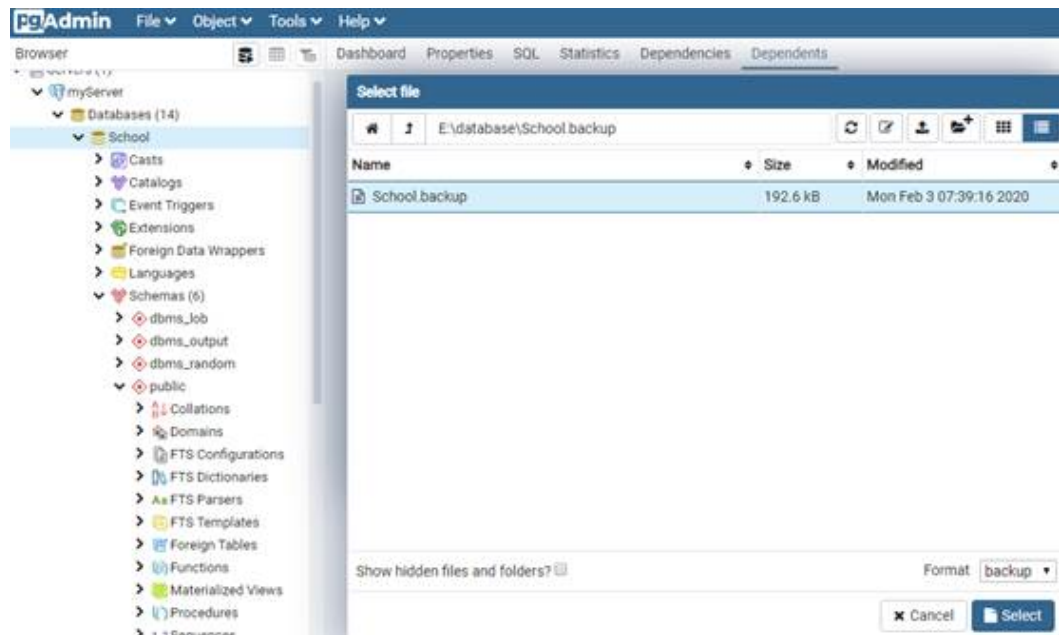 pgAdmin File Object Tools Help
Browser
Dashboard Properties SQL Statistics Dependencies Dependents
Servers (1)
myServer
Databases (14)
School
Casts
Catalogs
Event Triggers
Extensions
Foreign Data Wrappers
Languages
Schemas (6)
dbms_lob
dbms_output
dbms_random
public
Collations
Domains
FTS Configurations
FTS Dictionaries
FTS Parsers
FTS Templates
Foreign Tables
Functions
Materialized Views
Procedures
Sequences
Select file
E:\database\School.backup
Name Size Modified
School.backup 192.6 kB Mon Feb 3 07:39:16 2020
Show hidden files and folders? Format backup
Cancel Select